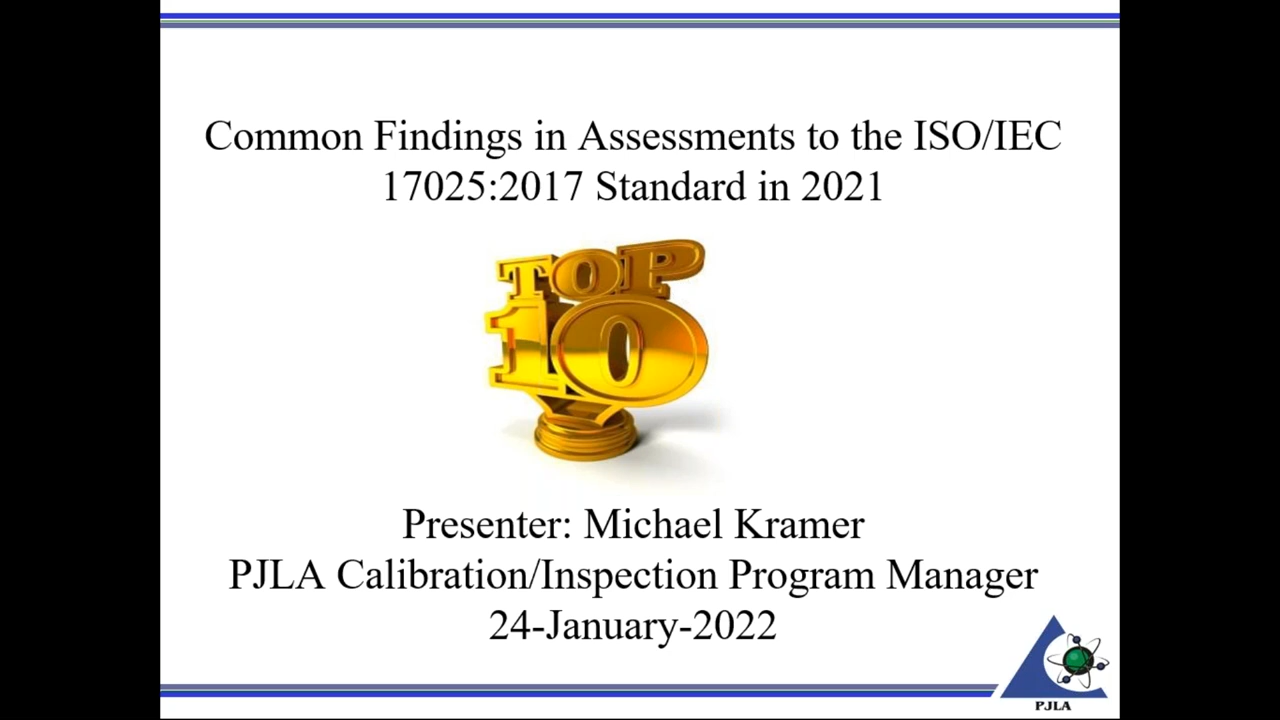 Common Findings in Assessments to the ISO/IEC
17025:2017 Standard in 2021
TOP
10
Presenter: Michael Kramer
PJLA Calibration/Inspection Program Manager
24-January-2022
PJLA